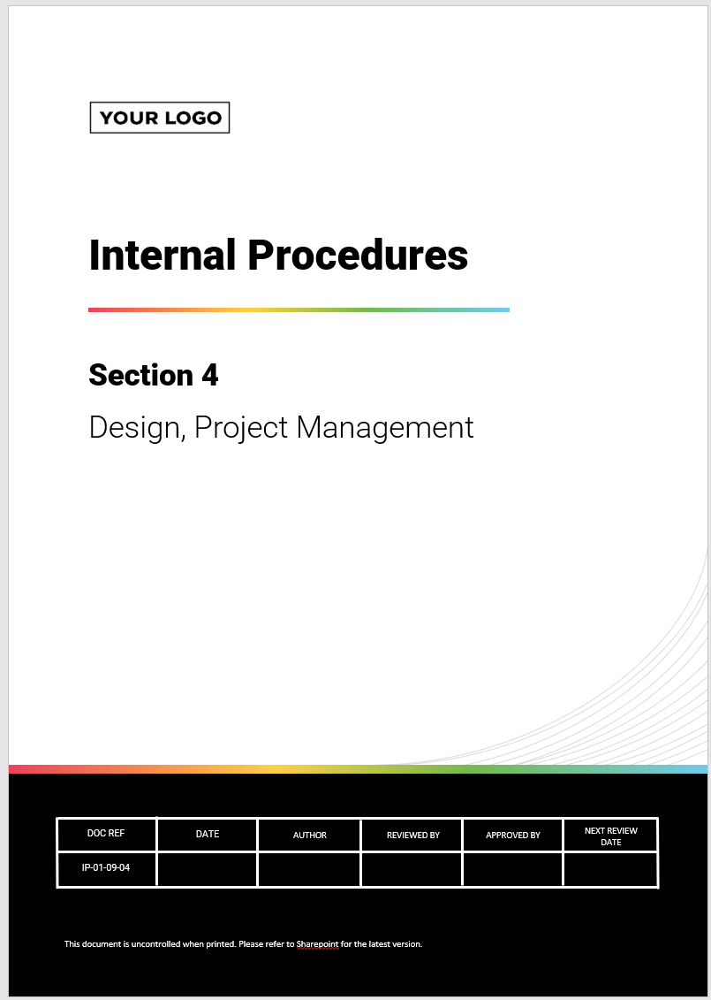 YOUR LOGO
Internal Procedures
Section 4
Design, Project Management
DOC REF
DATE
AUTHOR
REVIEWED BY
APPROVED BY
NEXT REVIEW
DATE
IP-01-09-04
This document is uncontrolled when printed. Please refer to Sharepoint for the latest version.